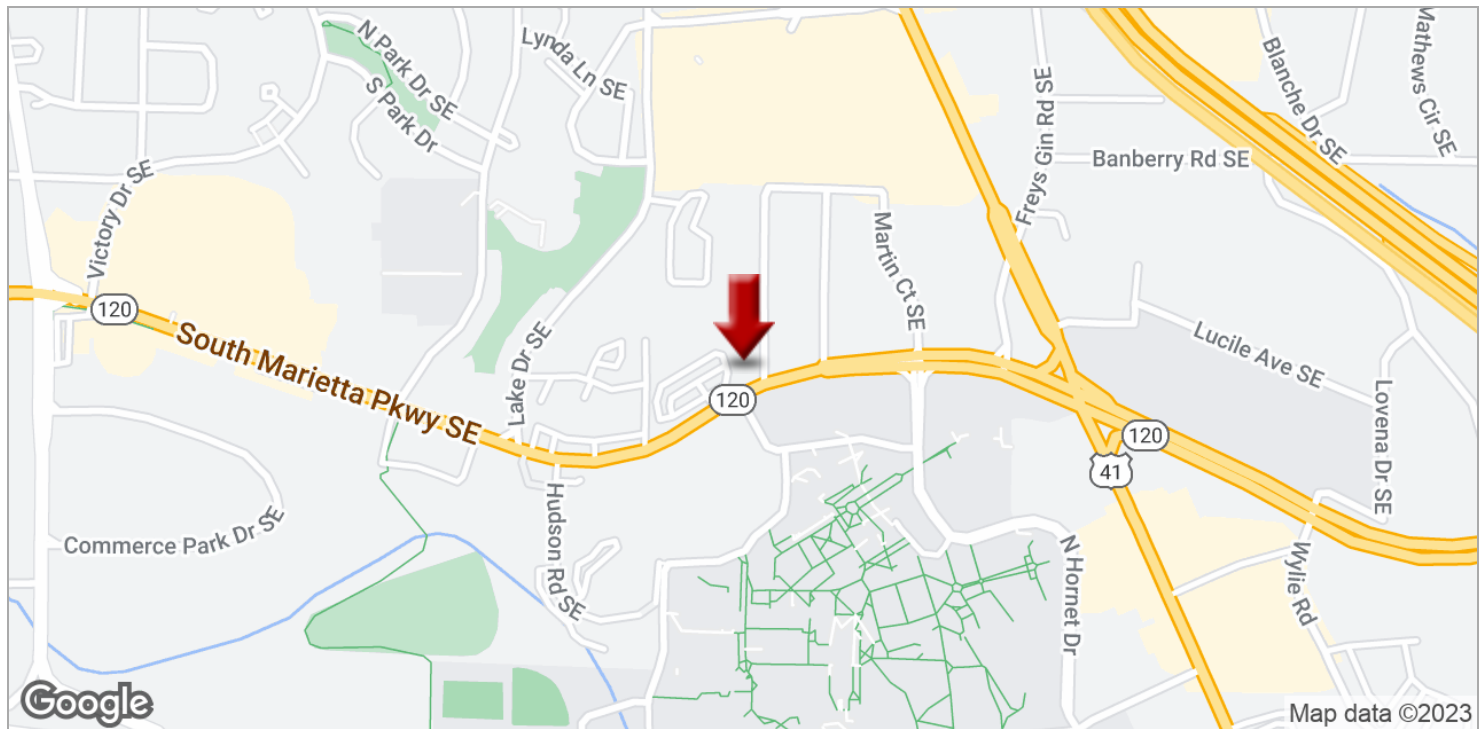 N Park Dr SE
S Park Dr
Lynda Ln SE
Freys Gin Rd SE
Blanche Dr SE
Mathews Cir SE
Banberry Rd SE
Victory Dr SE
120
South Marietta Pkwy SE
Martin Ct SE
Lake Dr SE
120
Lucile Ave SE
Lovena Dr SE
120
41
Commerce Park Dr SE
Hudson Rd SE
N Hornet Dr
Wylie Rd
Google
Map data ©2023